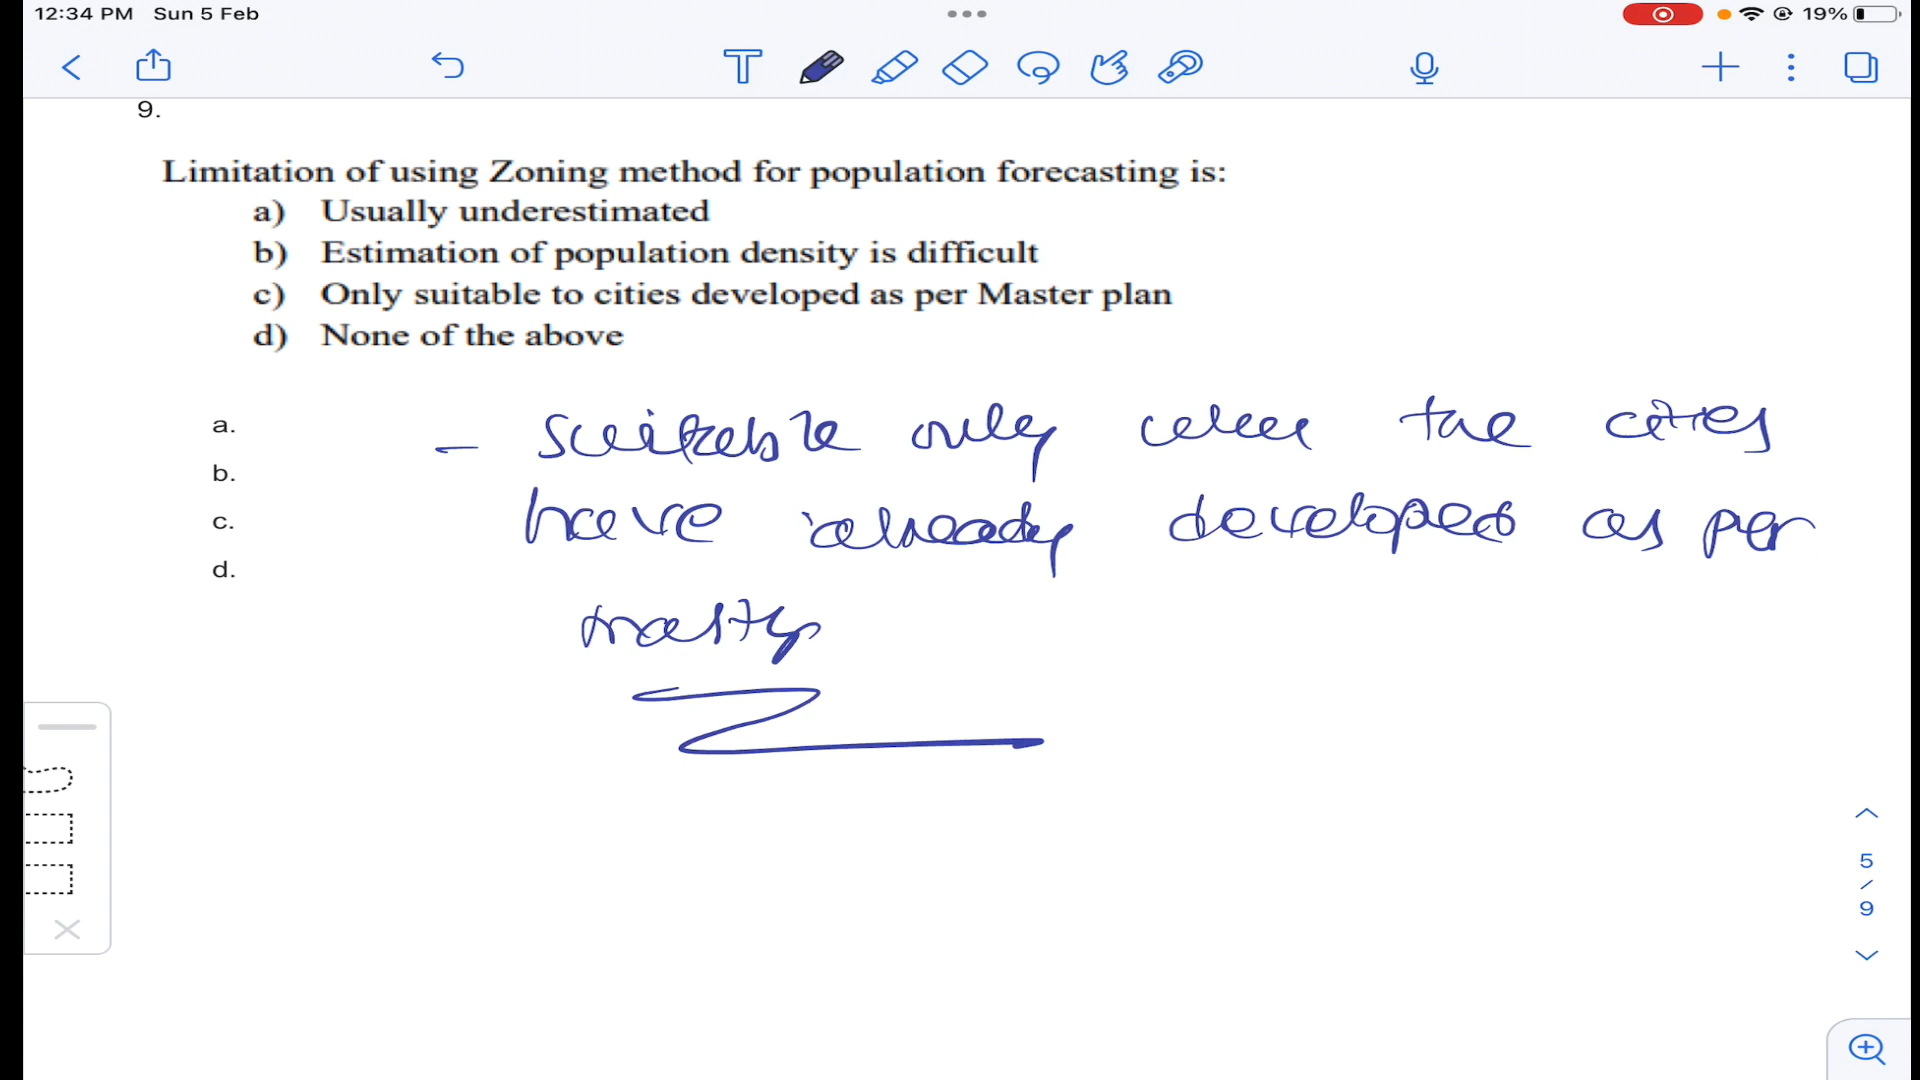 12:34 PM Sun 5 Feb
19%
9.
Limitation of using Zoning method for population forecasting is:
a) Usually underestimated
b) Estimation of population density is difficult
c) Only suitable to cities developed as per Master plan
d) None of the above
a.
b.
c.
d.
- suitable only when the cities
have already developed as per
5
/
9